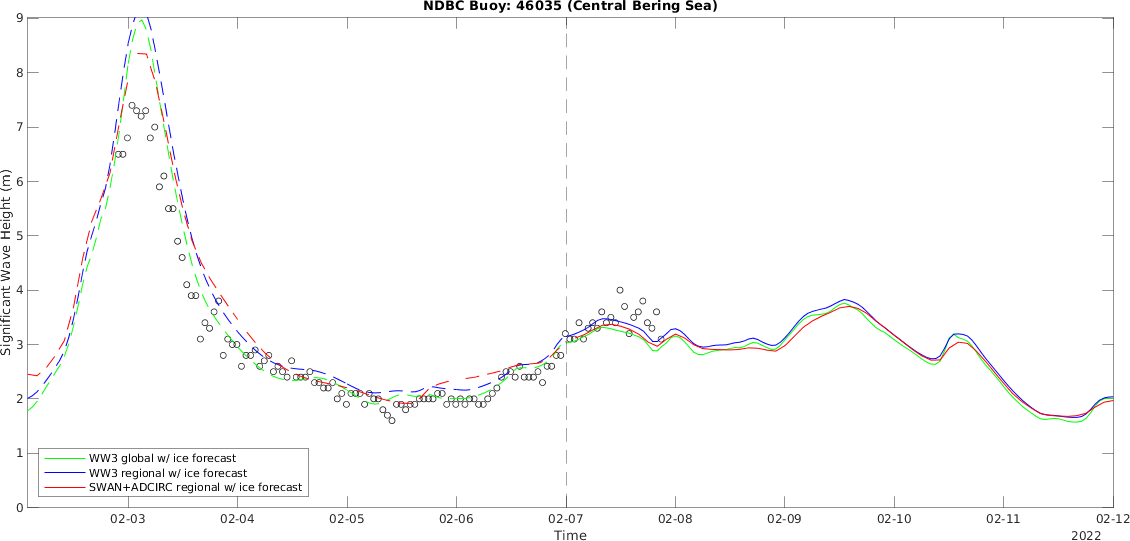 NDBC Buoy: 46035 (Central Bering Sea)
9
8
7
6
5
4
3
2
1
0
Significant Wave Height (m)
WW3 global w/ ice forecast
WW3 regional w/ ice forecast
SWAN+ADCIRC regional w/ ice forecast
02-03 02-04 02-05 02-06 02-07 02-08 02-09 02-10 02-11 02-12
Time
2022